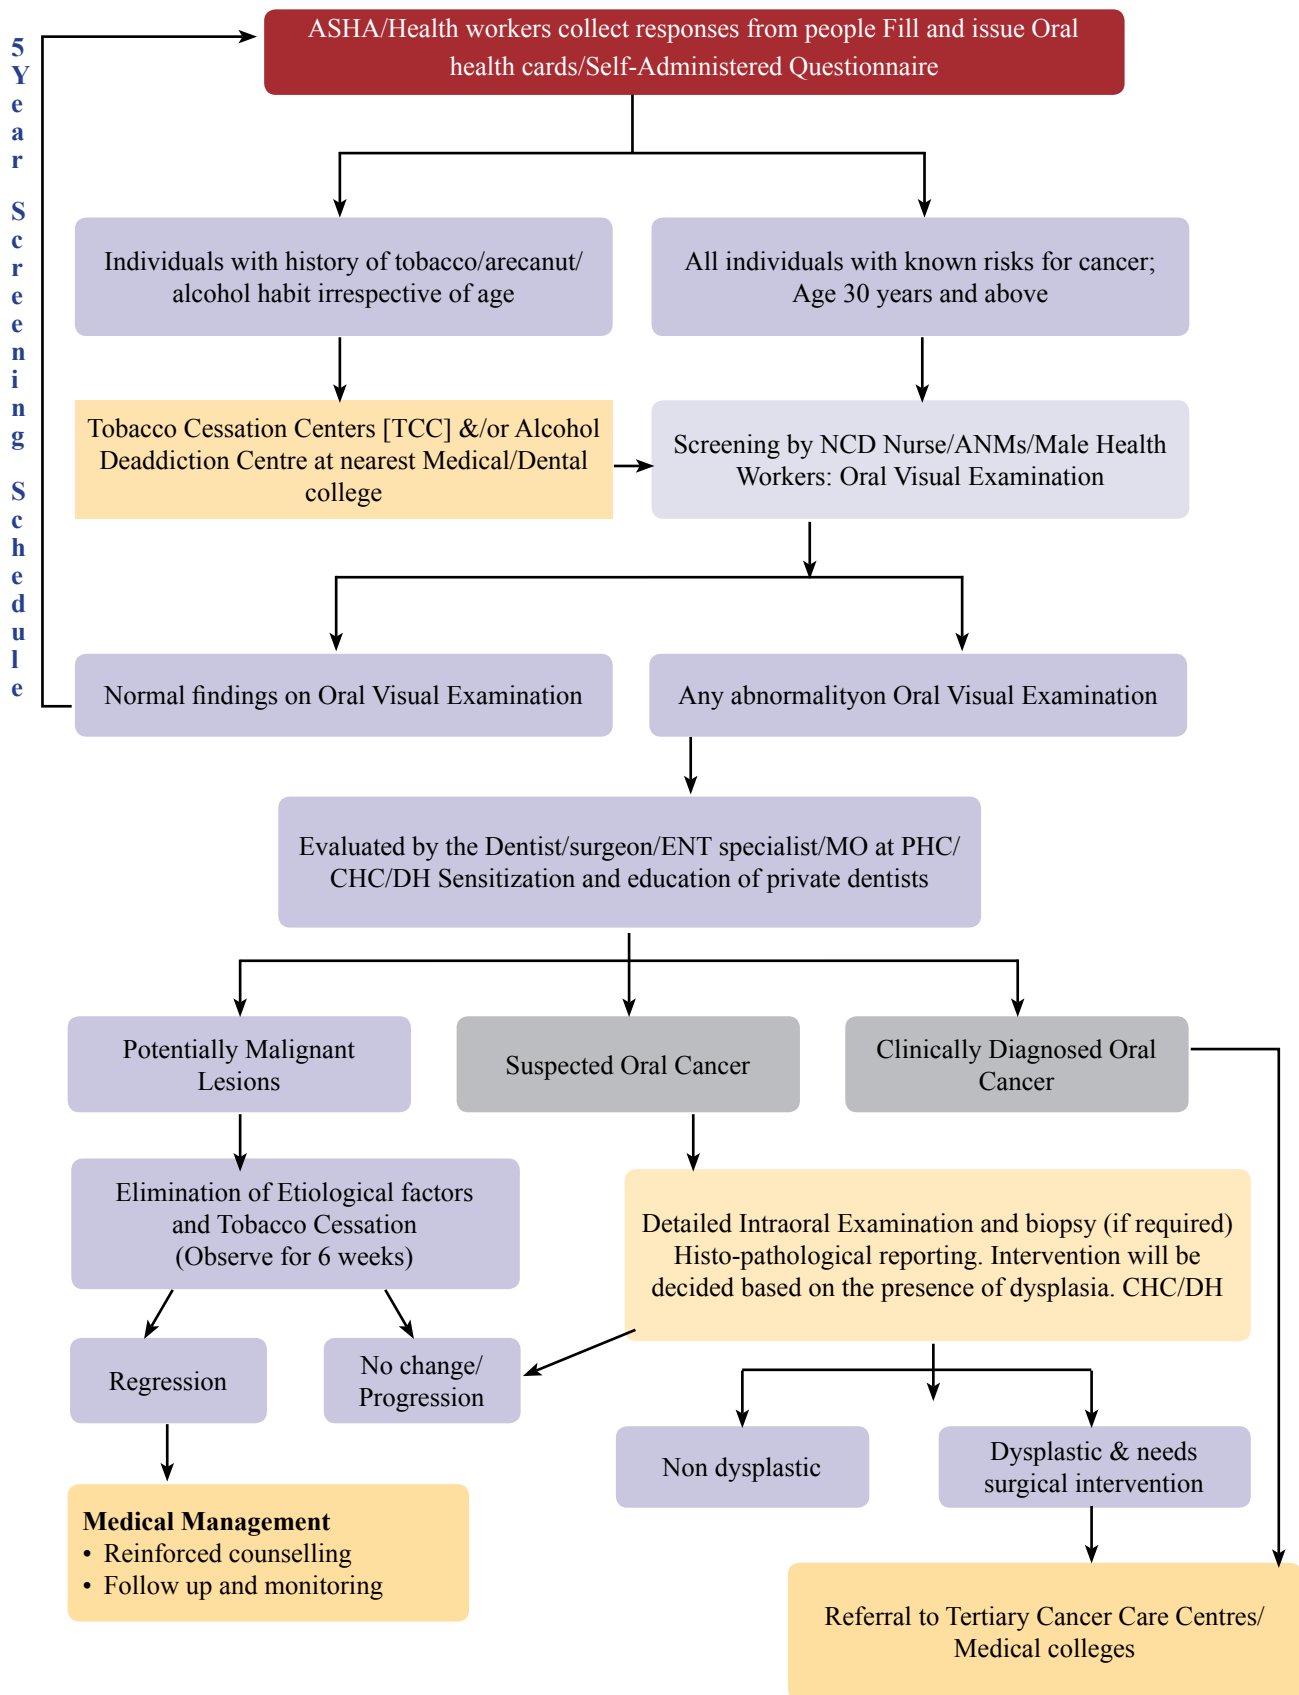 ASHA/Health workers collect responses from people Fill and issue Oral
health cards/Self-Administered Questionnaire
5 Year Screening Schedule
Individuals with history of tobacco/arecanut/
alcohol habit irrespective of age
All individuals with known risks for cancer;
Age 30 years and above
Tobacco Cessation Centers [TCC] &/or Alcohol
Deaddiction Centre at nearest Medical/Dental
college
Screening by NCD Nurse/ANMs/Male Health
Workers: Oral Visual Examination
Normal findings on Oral Visual Examination
Any abnormalityon Oral Visual Examination
Evaluated by the Dentist/surgeon/ENT specialist/MO at PHC/
CHC/DH Sensitization and education of private dentists
Potentially Malignant
Lesions
Suspected Oral Cancer
Clinically Diagnosed Oral
Cancer
Elimination of Etiological factors
and Tobacco Cessation
(Observe for 6 weeks)
Detailed Intraoral Examination and biopsy (if required)
Histo-pathological reporting. Intervention will be
decided based on the presence of dysplasia. CHC/DH
Regression
No change/
Progression
Non dysplastic
Dysplastic & needs
surgical intervention
Medical Management
• Reinforced counselling
• Follow up and monitoring
Referral to Tertiary Cancer Care Centres/
Medical colleges